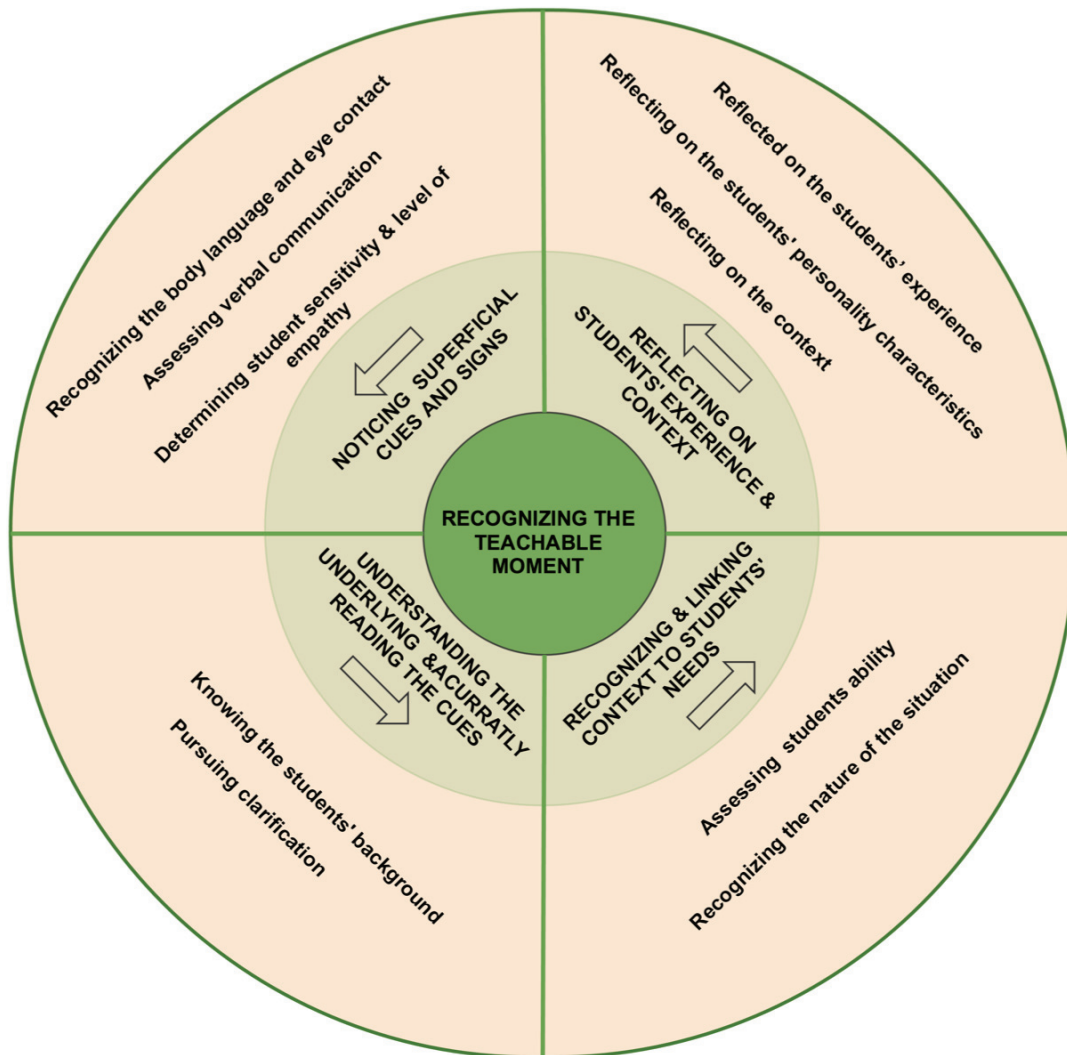 Recognizing the body language and eye contact
Assessing verbal communication
Determining student sensitivity & level of
empathy
NOTICING SUPERFICIAL
CUES AND SIGNS
Reflected on the students' experience
Reflecting on the students' personality characteristics
Reflecting on the context
REFLECTING ON
STUDENTS' EXPERIENCE &
CONTEXT
RECOGNIZING THE
TEACHABLE
MOMENT
UNDERSTANDING THE
UNDERLYING &ACURRATLY
READING THE CUES
Knowing the students' background
Pursuing clarification
RECOGNIZING & LINKING
CONTEXT TO STUDENTS'
NEEDS
Assessing students ability
Recognizing the nature of the situation